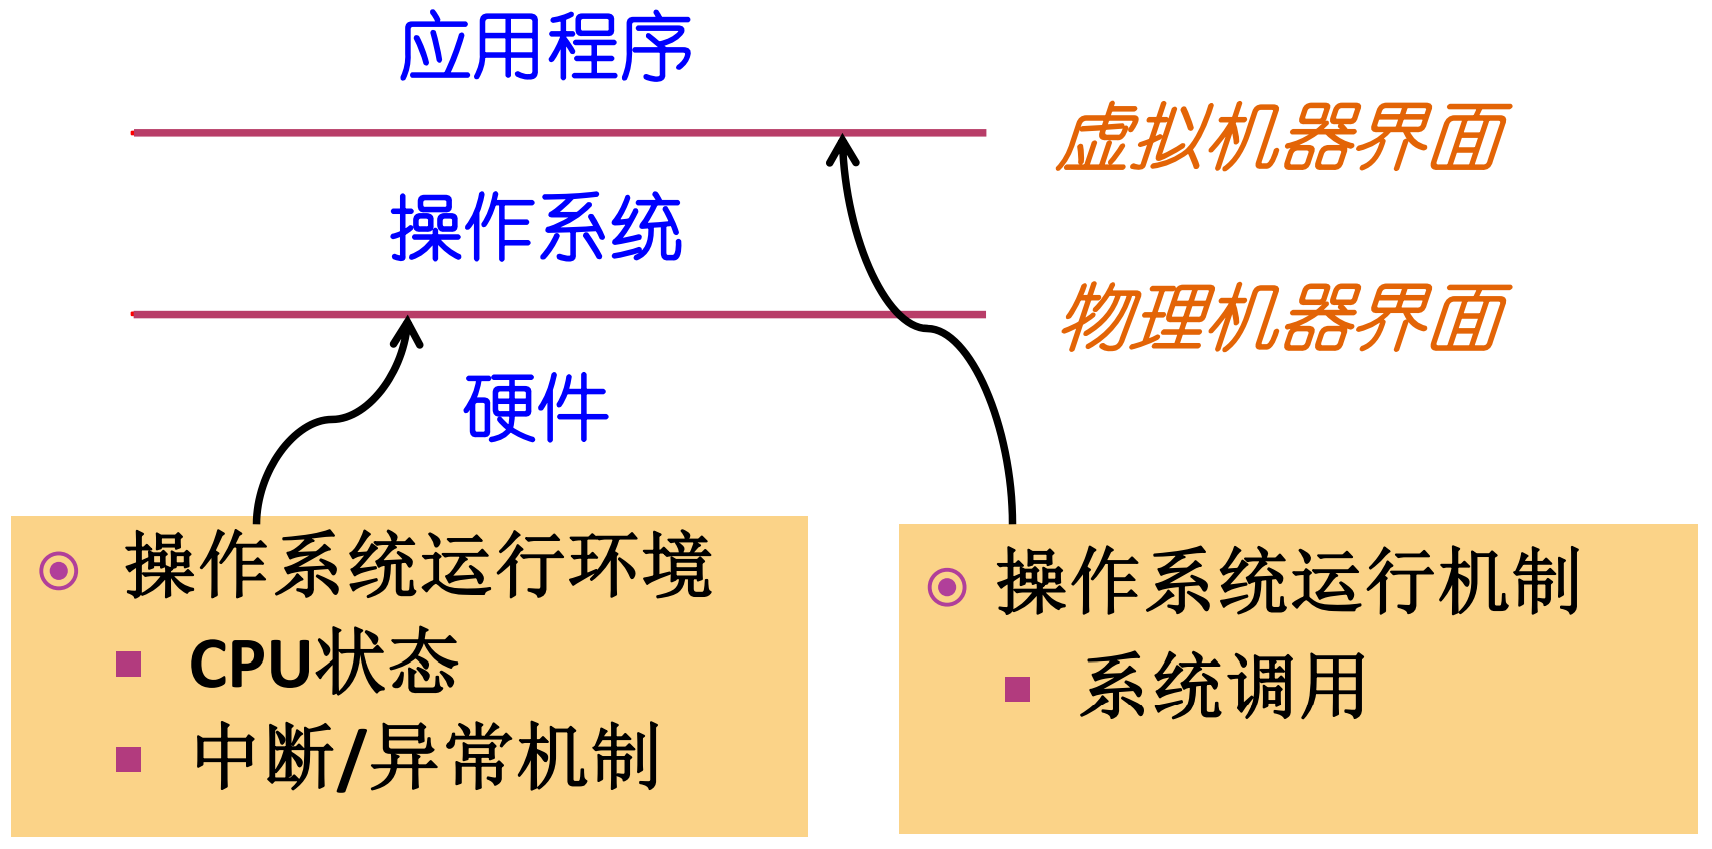 应用程序
虚拟机器界面
操作系统
物理机器界面
硬件
操作系统运行环境
CPU状态
中断/异常机制
操作系统运行机制
系统调用